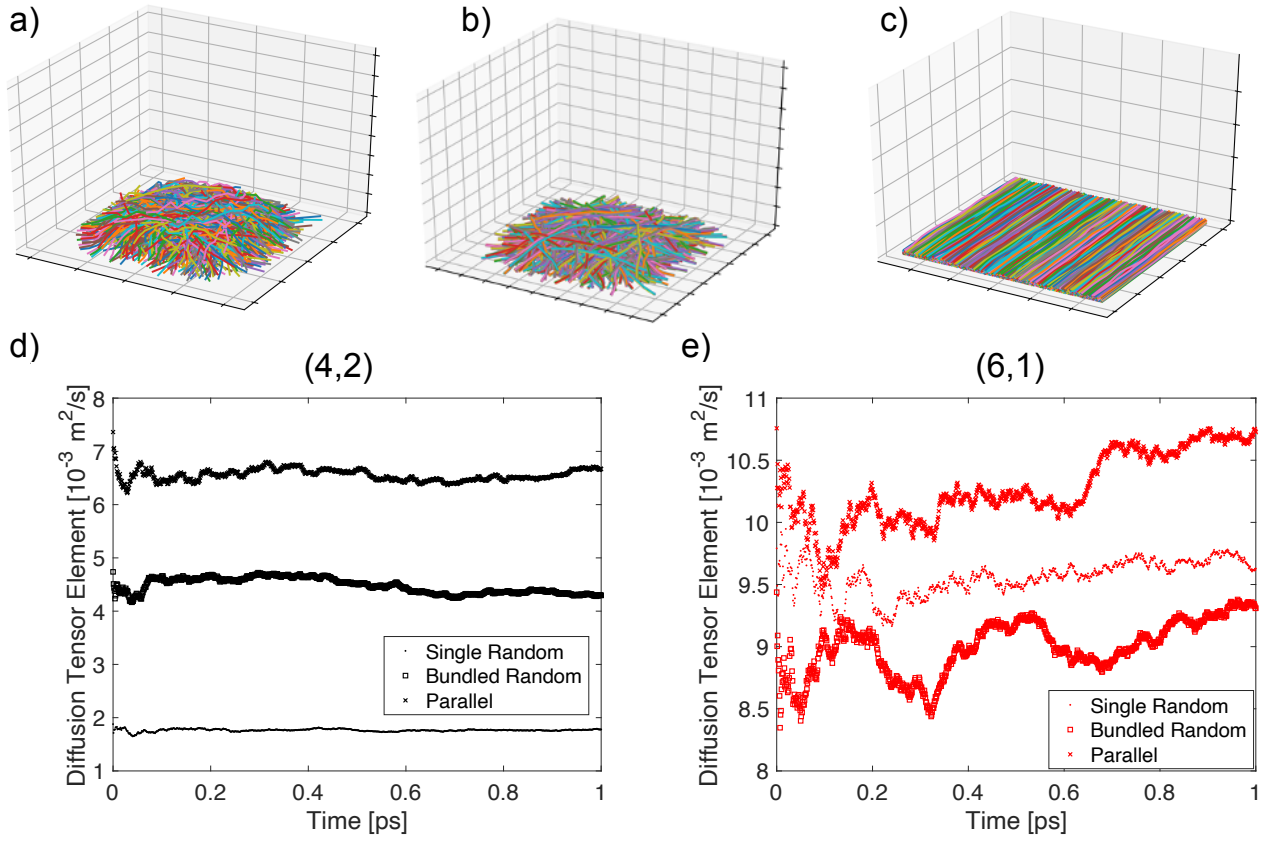 a)
b)
c)
d)
(4,2)
Diffusion Tensor Element [10⁻³ m²/s]
8
7
6
5
4
3
2
1
0
0.2
0.4
0.6
0.8
1
Time [ps]
Single Random
Bundled Random
Parallel
e)
(6,1)
Diffusion Tensor Element [10⁻³ m²/s]
11
10.5
10
9.5
9
8.5
8
0
0.2
0.4
0.6
0.8
1
Time [ps]
Single Random
Bundled Random
Parallel